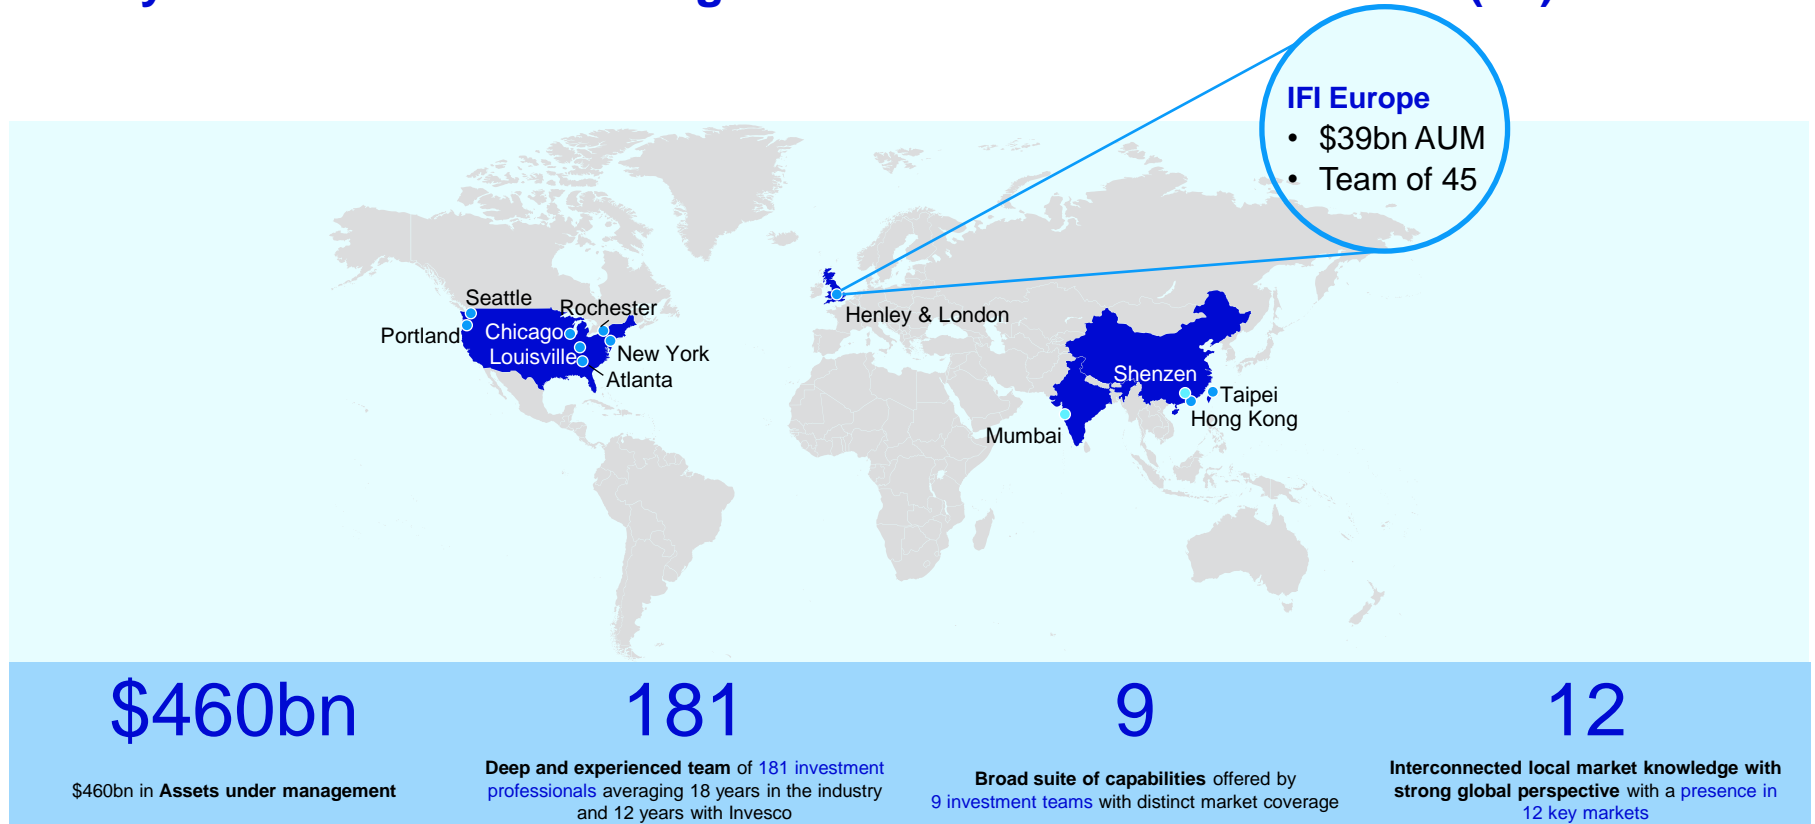 IFI Europe
• $39bn AUM
• Team of 45
Seattle
Rochester
Portland
Chicago
Louisville
New York
Atlanta
Henley & London
Shenzen
Taipei
Hong Kong
Mumbai
$460bn
$460bn in Assets under management
181
Deep and experienced team of 181 investment
professionals averaging 18 years in the industry
and 12 years with Invesco
9
Broad suite of capabilities offered by
9 investment teams with distinct market coverage
12
Interconnected local market knowledge with
strong global perspective with a presence in
12 key markets